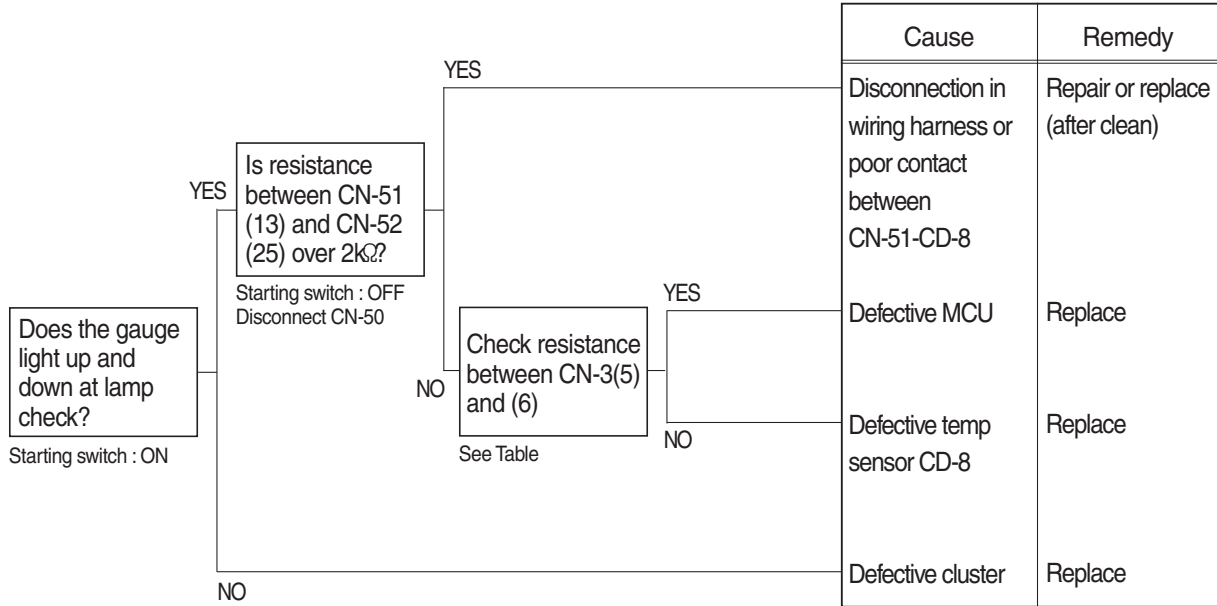 Cause
Remedy
YES
Disconnection in
wiring harness or
poor contact
between
CN-51-CD-8
Repair or replace
(after clean)
YES
Is resistance
between CN-51
(13) and CN-52
(25) over 2kΩ?
Starting switch : OFF
Disconnect CN-50
YES
Defective MCU
Replace
Does the gauge
light up and
down at lamp
check?
Starting switch : ON
NO
Check resistance
between CN-3(5)
and (6)
See Table
NO
Defective temp
sensor CD-8
Replace
NO
Defective cluster
Replace